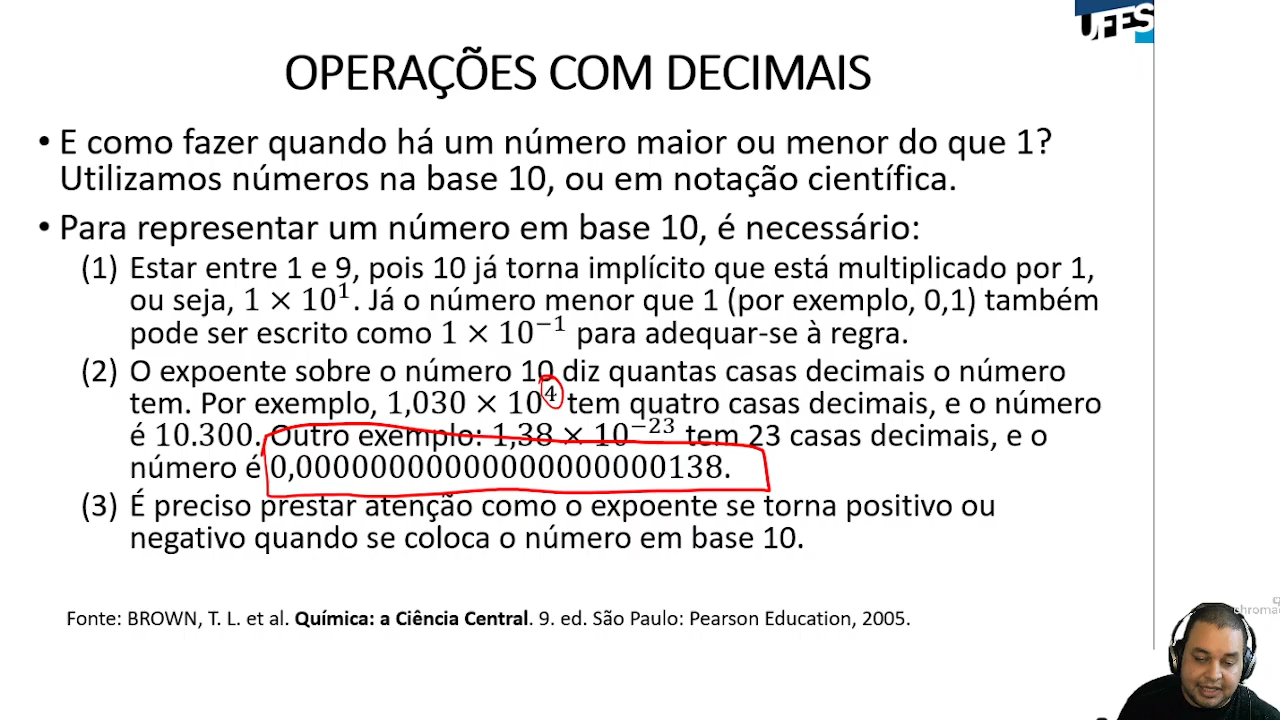 UFES
OPERAÇÕES COM DECIMAIS
• E como fazer quando há um número maior ou menor do que 1?
Utilizamos números na base 10, ou em notação científica.
• Para representar um número em base 10, é necessário:
(1) Estar entre 1 e 9, pois 10 já torna implícito que está multiplicado por 1,
ou seja, 1 × 10¹. Já o número menor que 1 (por exemplo, 0,1) também
pode ser escrito como 1 × 10⁻¹ para adequar-se à regra.
(2) O expoente sobre o número 10 diz quantas casas decimais o número
tem. Por exemplo, 1,030 × 10⁴ tem quatro casas decimais, e o número
é 10.300. Outro exemplo: 1,38 × 10⁻²³ tem 23 casas decimais, e o
número é 0,0000000000000000000000138.
(3) É preciso prestar atenção como o expoente se torna positivo ou
negativo quando se coloca o número em base 10.
Fonte: BROWN, T. L. et al. Química: a Ciência Central. 9. ed. São Paulo: Pearson Education, 2005.